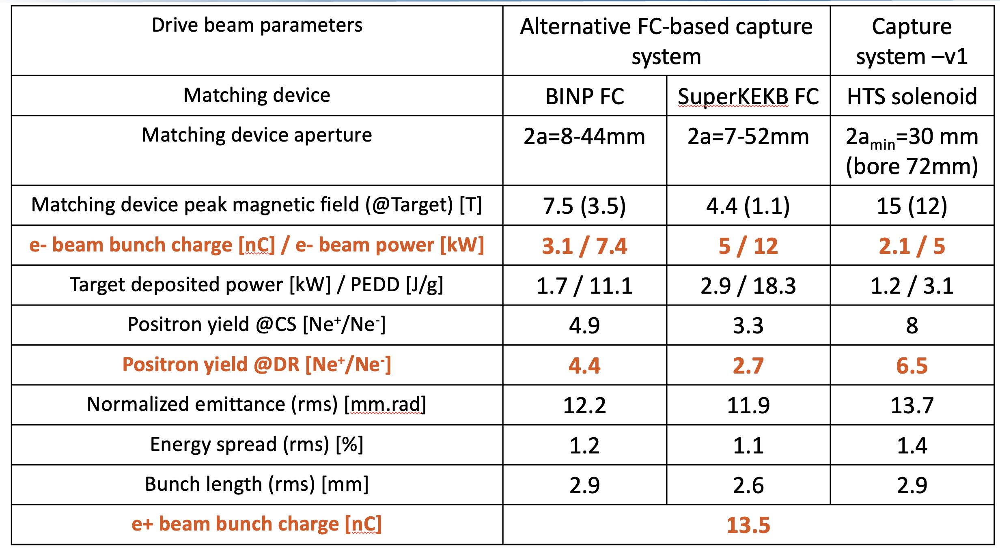 Drive beam parameters
Alternative FC-based capture
system
Capture
system –v1
Matching device
BINP FC
SuperKEKB FC
HTS solenoid
Matching device aperture
2a=8-44mm
2a=7-52mm
2amin=30 mm
(bore 72mm)
Matching device peak magnetic field (@Target) [T]
7.5 (3.5)
4.4 (1.1)
15 (12)
e- beam bunch charge [nC] / e- beam power [kW]
3.1 / 7.4
5 / 12
2.1 / 5
Target deposited power [kW] / PEDD [J/g]
1.7 / 11.1
2.9 / 18.3
1.2 / 3.1
Positron yield @CS [Ne⁺/Ne⁻]
4.9
3.3
8
Positron yield @DR [Ne⁺/Ne⁻]
4.4
2.7
6.5
Normalized emittance (rms) [mm.rad]
12.2
11.9
13.7
Energy spread (rms) [%]
1.2
1.1
1.4
Bunch length (rms) [mm]
2.9
2.6
2.9
e+ beam bunch charge [nC]
13.5